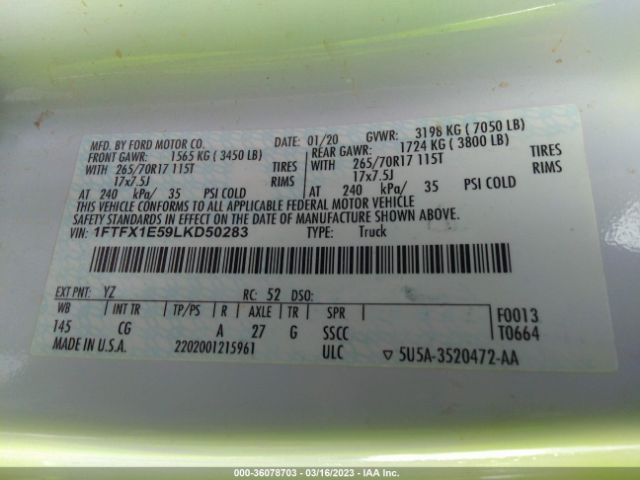 MFD. BY FORD MOTOR CO. DATE: 01/20 GVWR: 3198 KG ( 7050 LB)
FRONT GAWR: 1565 KG ( 3450 LB) REAR GAWR: 1724 KG ( 3800 LB)
WITH 265/70R17 115T TIRES WITH 265/70R17 115T TIRES
17x7.5J RIMS 17x7.5J RIMS
AT 240 kPa/ 35 PSI COLD AT 240 kPa/ 35 PSI COLD
THIS VEHICLE CONFORMS TO ALL APPLICABLE FEDERAL MOTOR VEHICLE
SAFETY STANDARDS IN EFFECT ON THE DATE OF MANUFACTURE SHOWN ABOVE.
VIN: 1FTFX1E59LKD50283 TYPE: Truck
EXT PNT: YZ RC: 52 DSO:
WB INT TR TP/PS R AXLE TR SPR F0013
145 CG A 27 G SSCC T0664
MADE IN U.S.A. 2202001215961 ULC ▽ 5U5A-3520472-AA
000-36078703 — 03/16/2023 — IAA Inc.